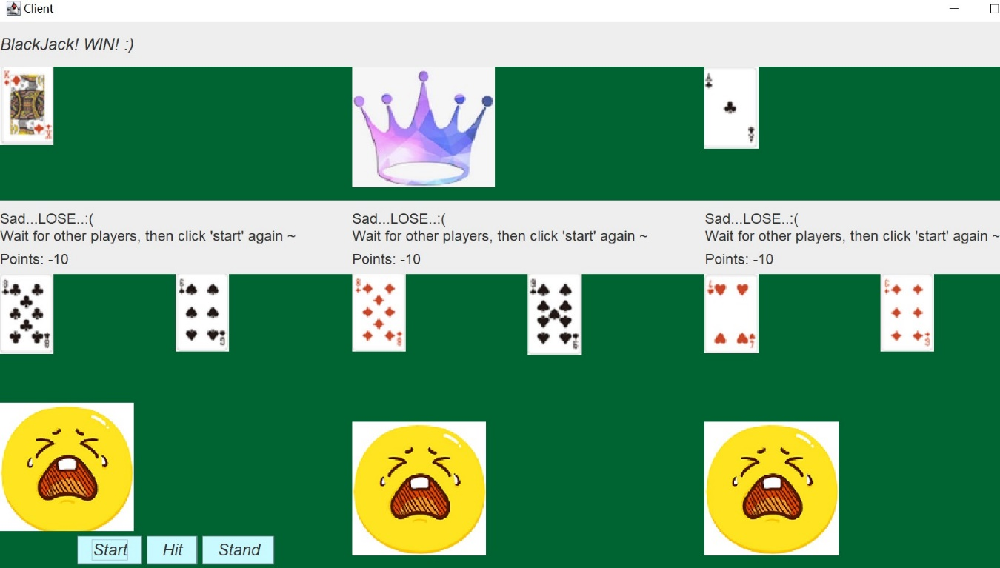 Client
BlackJack! WIN! :)
Sad...LOSE..:(
Wait for other players, then click 'start' again ~
Points: -10
Sad...LOSE..:(
Wait for other players, then click 'start' again ~
Points: -10
Sad...LOSE..:(
Wait for other players, then click 'start' again ~
Points: -10
Start
Hit
Stand